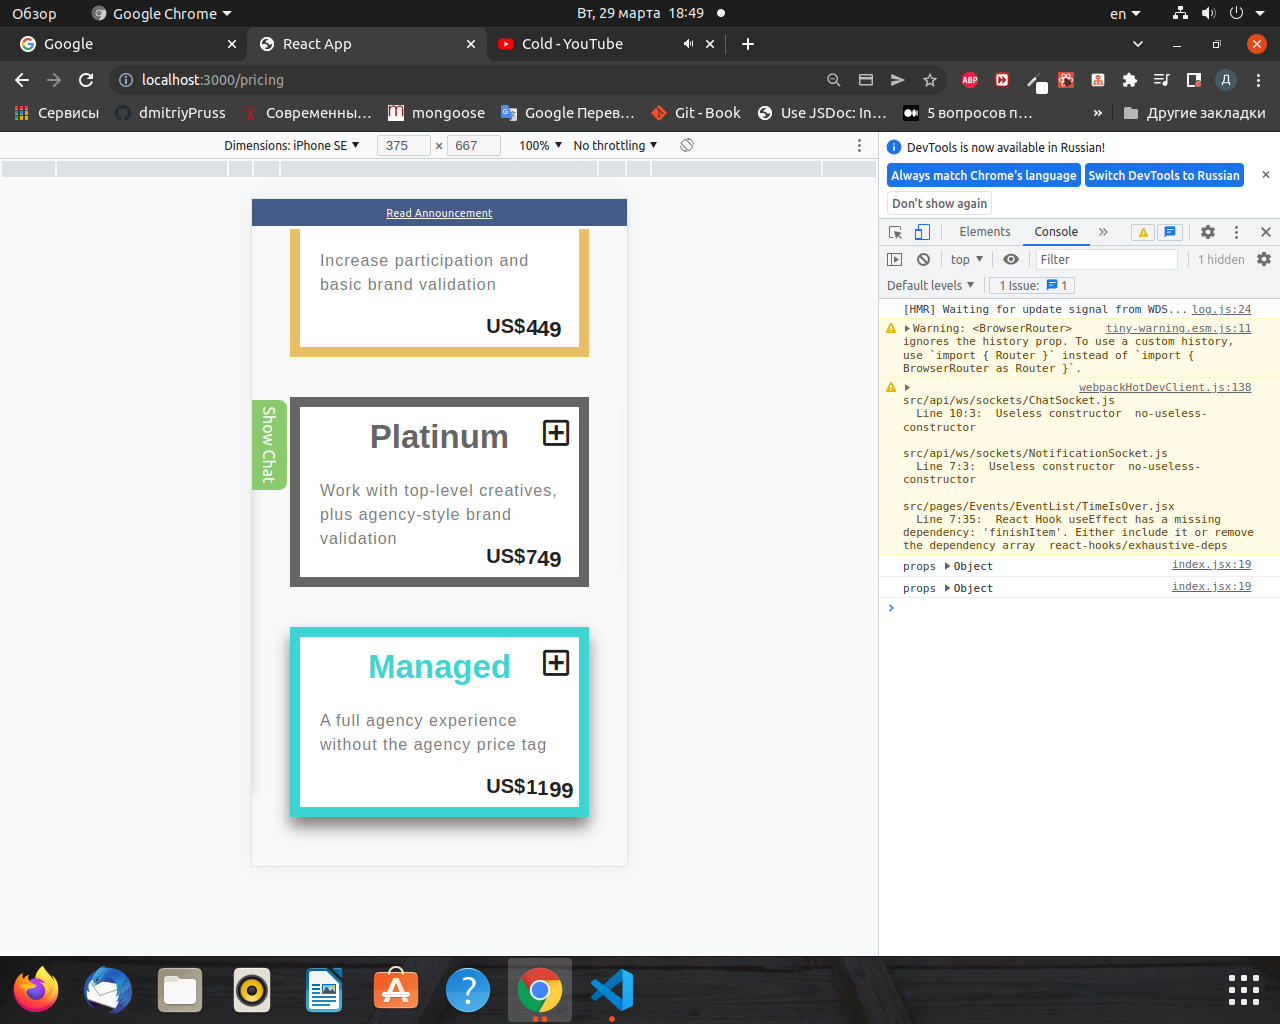 Обзор
Google Chrome
Вт, 29 марта 18:49
en
Google
React App
Cold - YouTube
localhost:3000/pricing
ABP
Д
Сервисы
dmitriyPruss
Современны...
mongoose
Google Перев...
Git - Book
Use JSDoc: In...
5 вопросов п...
»
Другие закладки
Dimensions: iPhone SE
375 × 667
100%
No throttling
Read Announcement
Increase participation and
basic brand validation
US$449
Show Chat
Platinum
Work with top-level creatives,
plus agency-style brand
validation
US$749
Managed
A full agency experience
without the agency price tag
US$1199
DevTools is now available in Russian!
Always match Chrome's language
Switch DevTools to Russian
Don't show again
Elements
Console
»
top
Filter
1 hidden
Default levels
1 Issue: 1
[HMR] Waiting for update signal from WDS... log.js:24
Warning: <BrowserRouter> tiny-warning.esm.js:11
ignores the history prop. To use a custom history,
use `import { Router }` instead of `import {
BrowserRouter as Router }`.
webpackHotDevClient.js:138
src/api/ws/sockets/ChatSocket.js
Line 10:3: Useless constructor no-useless-
constructor
src/api/ws/sockets/NotificationSocket.js
Line 7:3: Useless constructor no-useless-
constructor
src/pages/Events/EventList/TimeIsOver.jsx
Line 7:35: React Hook useEffect has a missing
dependency: 'finishItem'. Either include it or remove
the dependency array react-hooks/exhaustive-deps
props Object index.jsx:19
props Object index.jsx:19